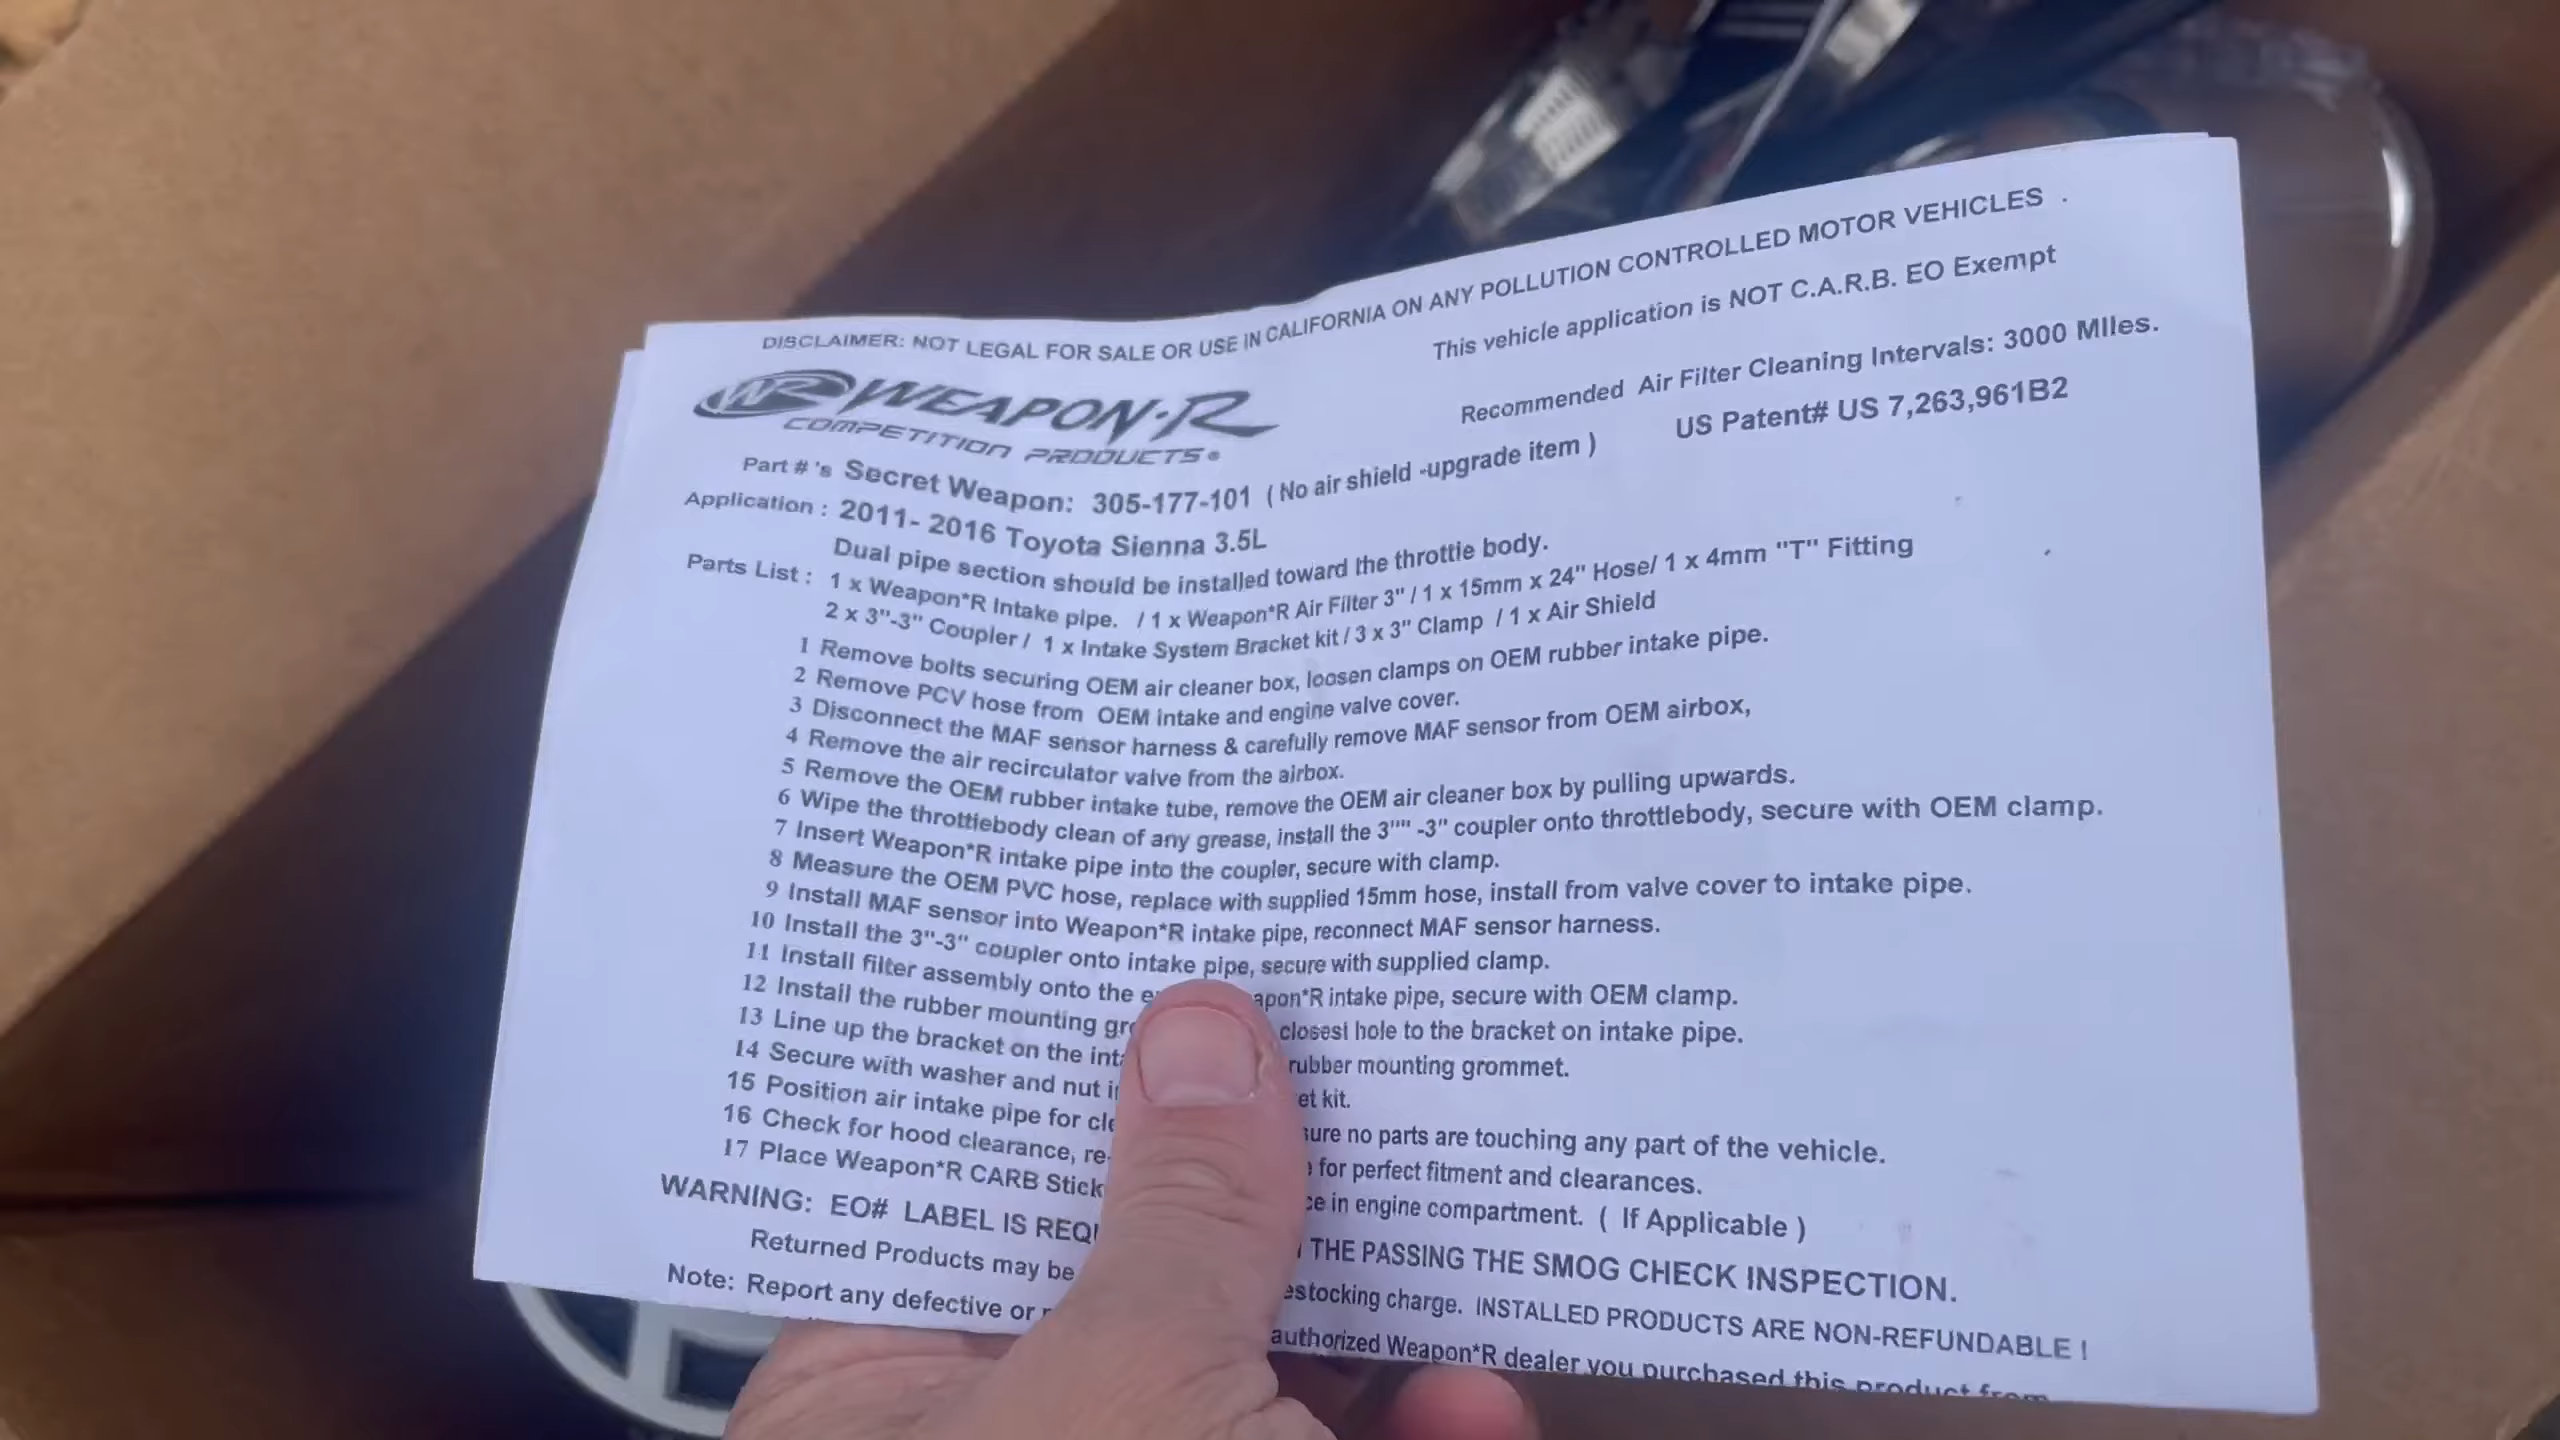 DISCLAIMER: NOT LEGAL FOR SALE OR USE IN CALIFORNIA ON ANY POLLUTION CONTROLLED MOTOR VEHICLES .
This vehicle application is NOT C.A.R.B. EO Exempt
WR WEAPON·R
COMPETITION PRODUCTS®
Recommended Air Filter Cleaning Intervals: 3000 MIles.
US Patent# US 7,263,961B2
Part # 's Secret Weapon: 305-177-101 ( No air shield -upgrade item )
Application : 2011- 2016 Toyota Sienna 3.5L
Dual pipe section should be installed toward the throttle body.
Parts List : 1 x Weapon*R Intake pipe. / 1 x Weapon*R Air Filter 3" / 1 x 15mm x 24" Hose/ 1 x 4mm "T" Fitting
2 x 3"-3" Coupler / 1 x Intake System Bracket kit / 3 x 3" Clamp / 1 x Air Shield
1 Remove bolts securing OEM air cleaner box, loosen clamps on OEM rubber intake pipe.
2 Remove PCV hose from OEM intake and engine valve cover.
3 Disconnect the MAF sensor harness & carefully remove MAF sensor from OEM airbox,
4 Remove the air recirculator valve from the airbox.
5 Remove the OEM rubber intake tube, remove the OEM air cleaner box by pulling upwards.
6 Wipe the throttlebody clean of any grease, install the 3"" -3" coupler onto throttlebody, secure with OEM clamp.
7 Insert Weapon*R intake pipe into the coupler, secure with clamp.
8 Measure the OEM PVC hose, replace with supplied 15mm hose, install from valve cover to intake pipe.
9 Install MAF sensor into Weapon*R intake pipe, reconnect MAF sensor harness.
10 Install the 3"-3" coupler onto intake pipe, secure with supplied clamp.
11 Install filter assembly onto the apon*R intake pipe, secure with OEM clamp.
12 Install the rubber mounting closest hole to the bracket on intake pipe.
13 Line up the bracket on the rubber mounting grommet.
14 Secure with washer and nut et kit.
15 Position air intake pipe for sure no parts are touching any part of the vehicle.
16 Check for hood clearance, for perfect fitment and clearances.
17 Place Weapon*R CARB Stick in engine compartment. ( If Applicable )
WARNING: EO# LABEL IS REQU THE PASSING THE SMOG CHECK INSPECTION.
Returned Products may be estocking charge. INSTALLED PRODUCTS ARE NON-REFUNDABLE !
Note: Report any defective or authorized Weapon*R dealer you purchased this product from